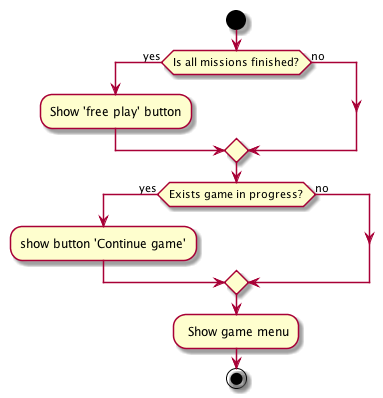 Is all missions finished?
yes
no
Show 'free play' button
Exists game in progress?
yes
no
show button 'Continue game'
Show game menu